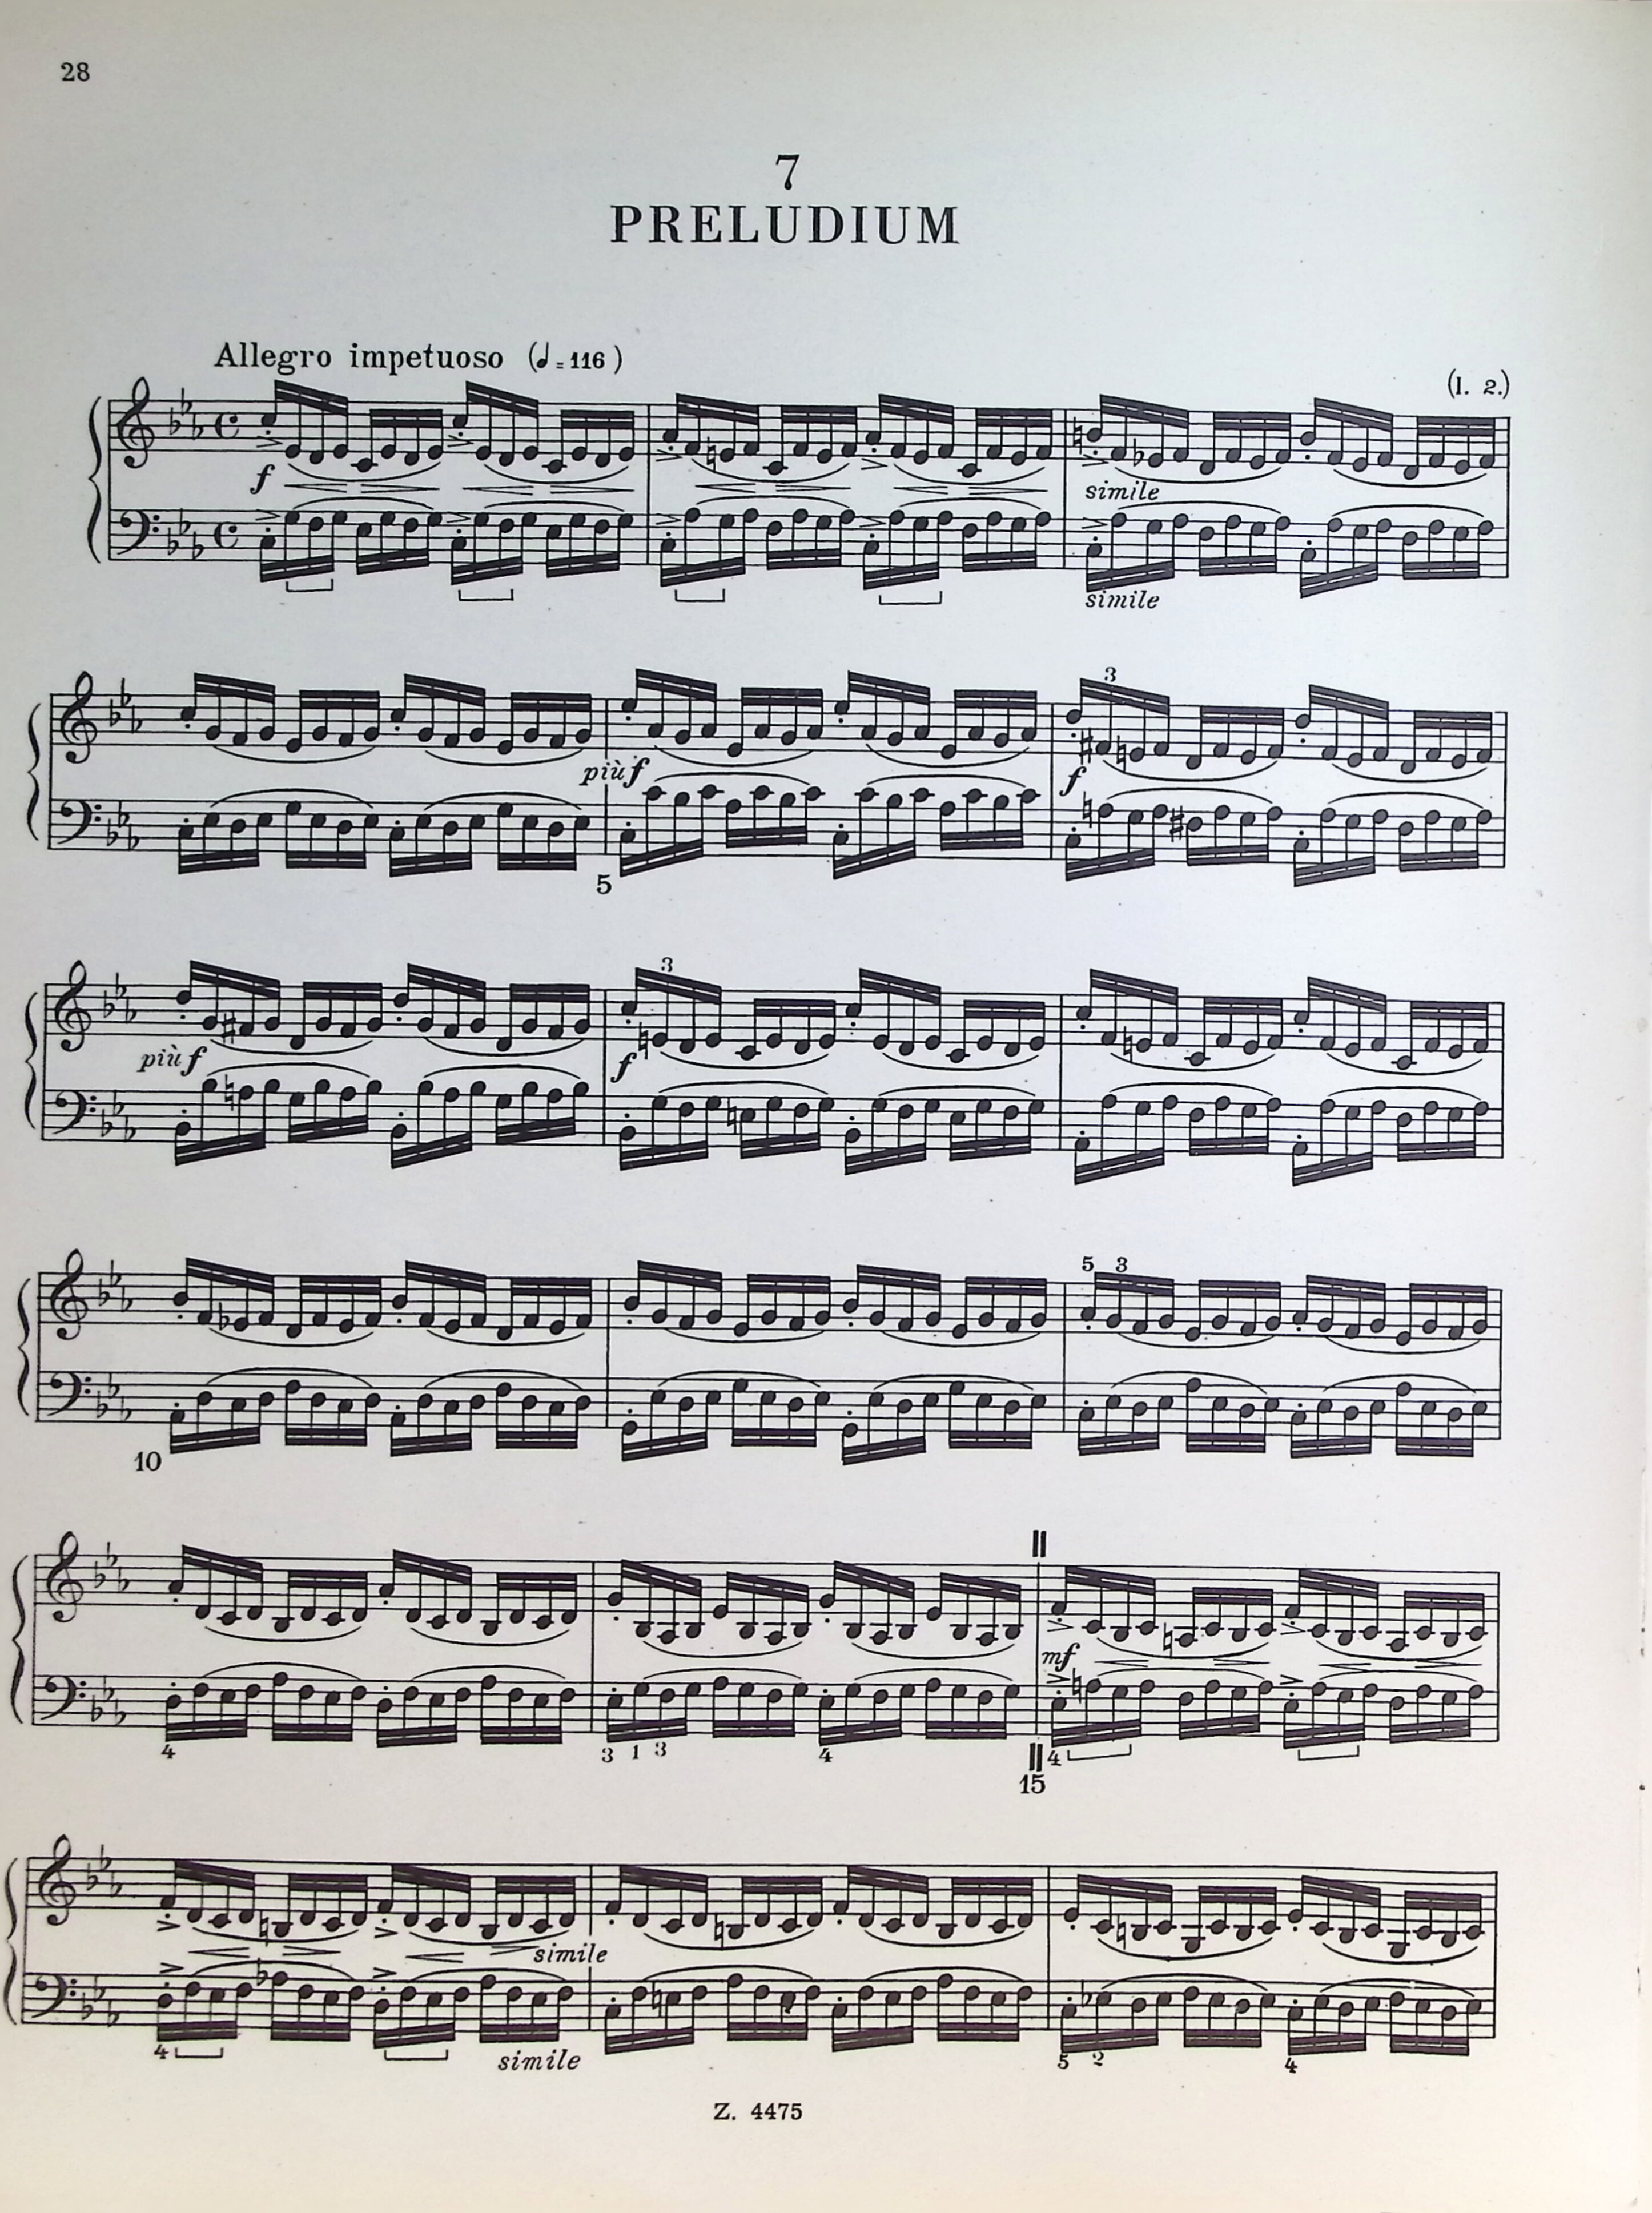 28
7
PRELUDIUM
Allegro impetuoso (♩=116)
(I. 2.)
f
simile
simile
3
più f
f
5
3
più f
f
5 3
10
mf
4
3 1 3
4
4
15
simile
4
simile
5 2
4
Z. 4475